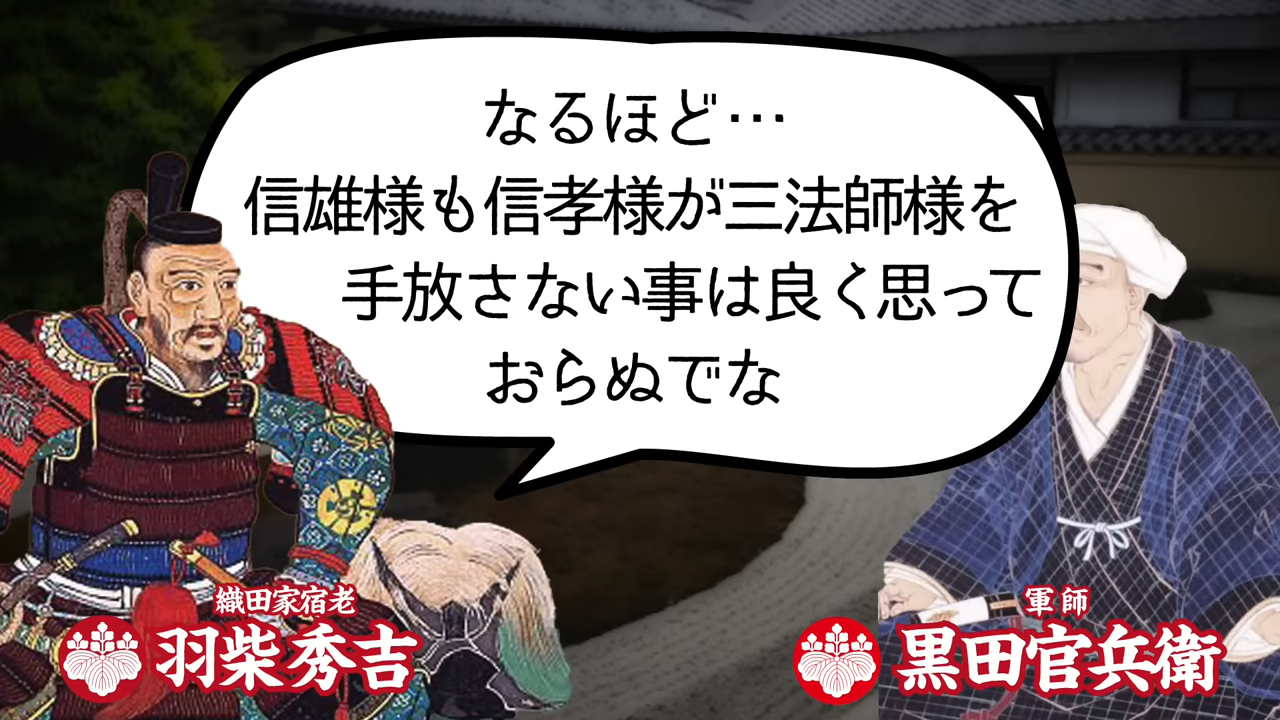 なるほど…
信雄様も信孝様が三法師様を
手放さない事は良く思って
おらぬでな
織田家宿老
羽柴秀吉
軍師
黒田官兵衛